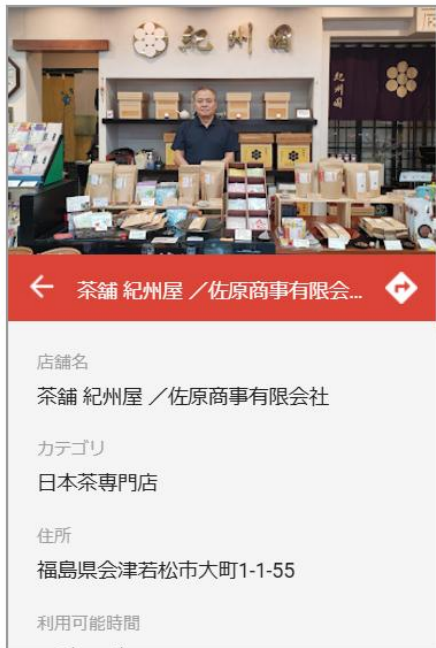 紀州園
紀州園
茶舗 紀州屋 ／佐原商事有限会...
店舗名
茶舗 紀州屋 ／佐原商事有限会社
カテゴリ
日本茶専門店
住所
福島県会津若松市大町1-1-55
利用可能時間